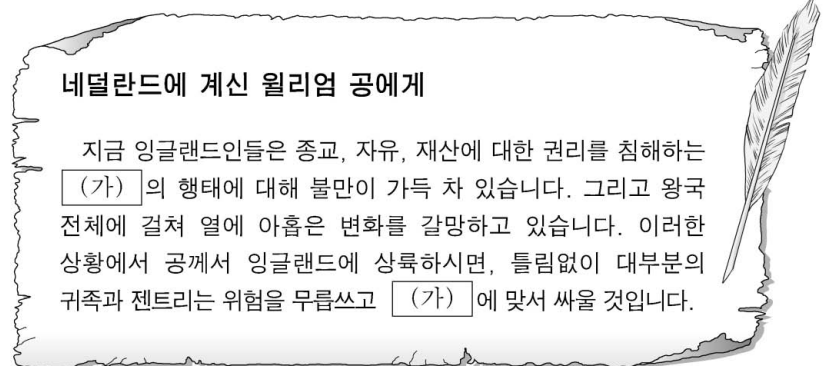 네덜란드에 계신 윌리엄 공에게
지금 잉글랜드인들은 종교, 자유, 재산에 대한 권리를 침해하는
(가) 의 행태에 대해 불만이 가득 차 있습니다. 그리고 왕국
전체에 걸쳐 열에 아홉은 변화를 갈망하고 있습니다. 이러한
상황에서 공께서 잉글랜드에 상륙하시면, 틀림없이 대부분의
귀족과 젠트리는 위험을 무릅쓰고 (가) 에 맞서 싸울 것입니다.